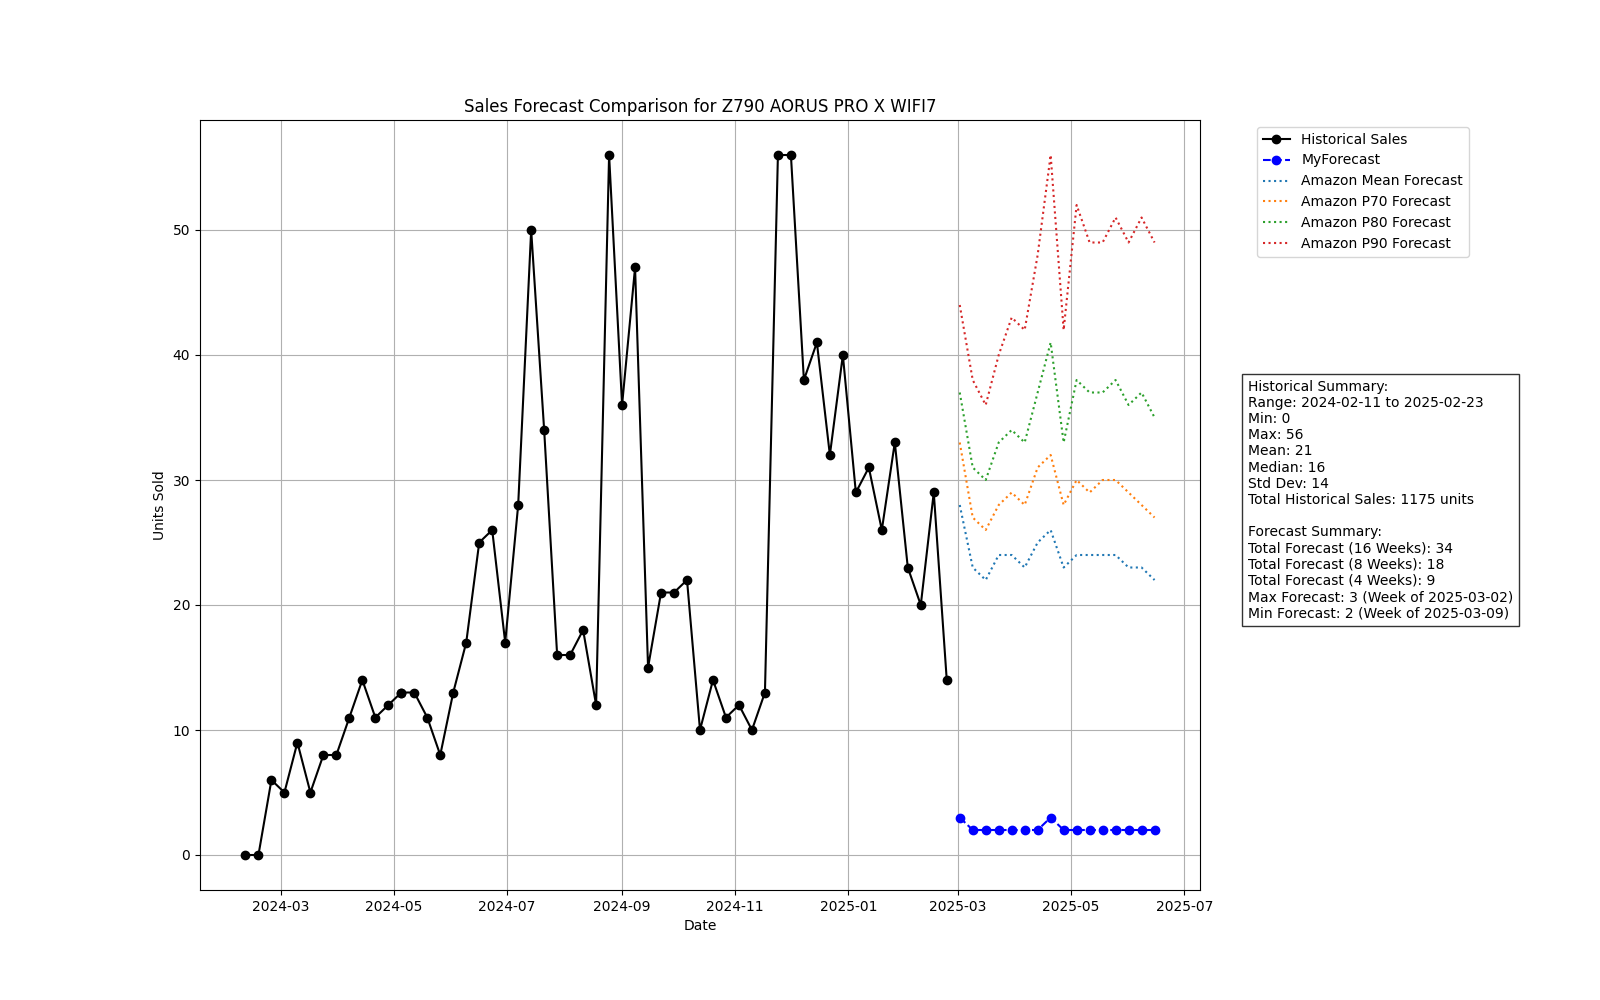 Sales Forecast Comparison for Z790 AORUS PRO X WIFI7
Units Sold
50
40
30
20
10
0
2024-03
2024-05
2024-07
2024-09
2024-11
2025-01
2025-03
2025-05
2025-07
Date
Historical Sales
MyForecast
Amazon Mean Forecast
Amazon P70 Forecast
Amazon P80 Forecast
Amazon P90 Forecast
Historical Summary:
Range: 2024-02-11 to 2025-02-23
Min: 0
Max: 56
Mean: 21
Median: 16
Std Dev: 14
Total Historical Sales: 1175 units
Forecast Summary:
Total Forecast (16 Weeks): 34
Total Forecast (8 Weeks): 18
Total Forecast (4 Weeks): 9
Max Forecast: 3 (Week of 2025-03-02)
Min Forecast: 2 (Week of 2025-03-09)